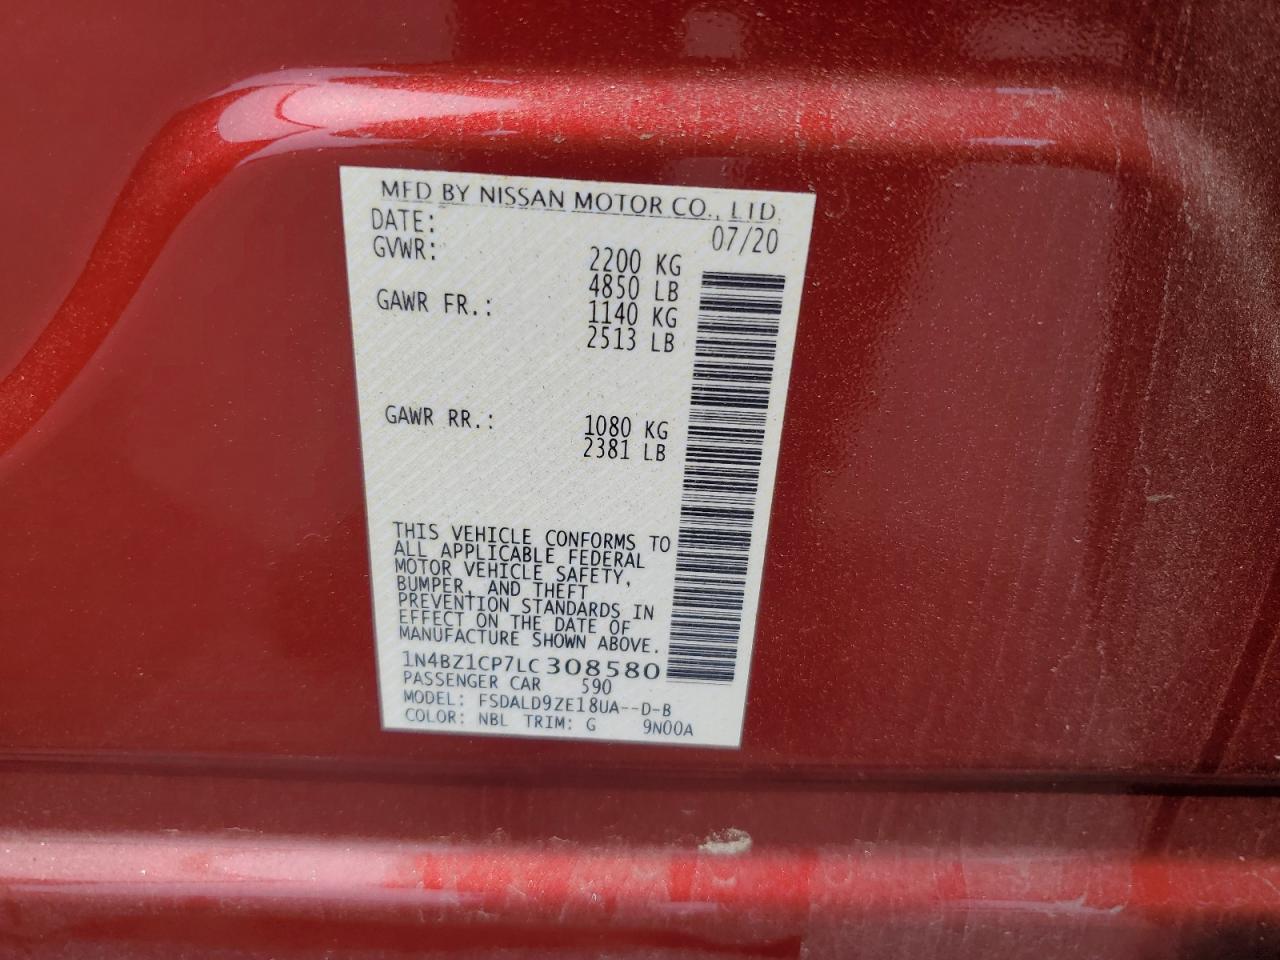 MFD BY NISSAN MOTOR CO., LTD.
DATE: 07/20
GVWR: 2200 KG
4850 LB
GAWR FR.: 1140 KG
2513 LB
GAWR RR.: 1080 KG
2381 LB
THIS VEHICLE CONFORMS TO
ALL APPLICABLE FEDERAL
MOTOR VEHICLE SAFETY,
BUMPER, AND THEFT
PREVENTION STANDARDS IN
EFFECT ON THE DATE OF
MANUFACTURE SHOWN ABOVE.
1N4BZ1CP7LC308580
PASSENGER CAR 590
MODEL: FSDALD9ZE18UA--D-B
COLOR: NBL TRIM: G 9N00A